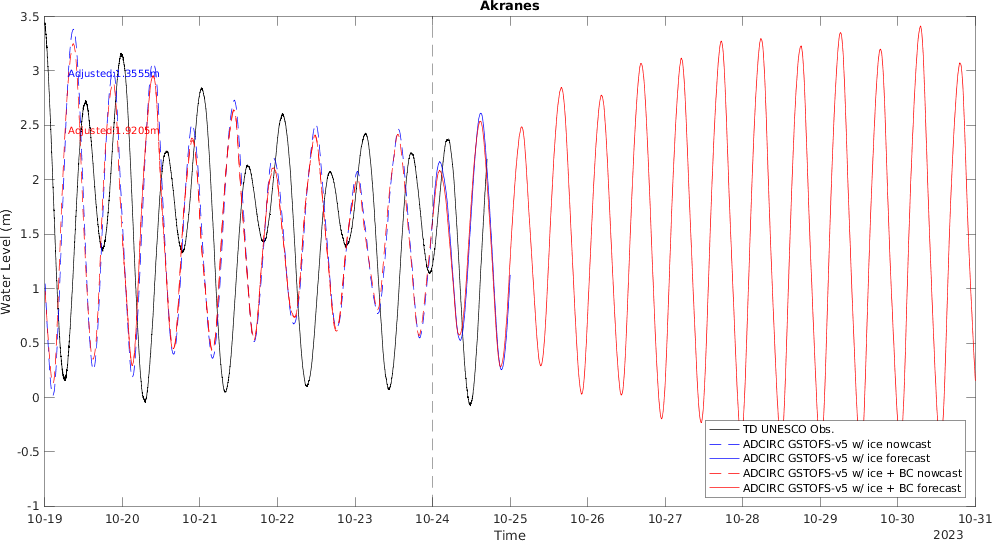 Akranes
3.5
3
2.5
2
1.5
1
0.5
0
-0.5
-1
Water Level (m)
Adjusted:1.3555m
Adjusted:1.9205m
TD UNESCO Obs.
ADCIRC GSTOFS-v5 w/ ice nowcast
ADCIRC GSTOFS-v5 w/ ice forecast
ADCIRC GSTOFS-v5 w/ ice + BC nowcast
ADCIRC GSTOFS-v5 w/ ice + BC forecast
10-19 10-20 10-21 10-22 10-23 10-24 10-25 10-26 10-27 10-28 10-29 10-30 10-31
Time
2023